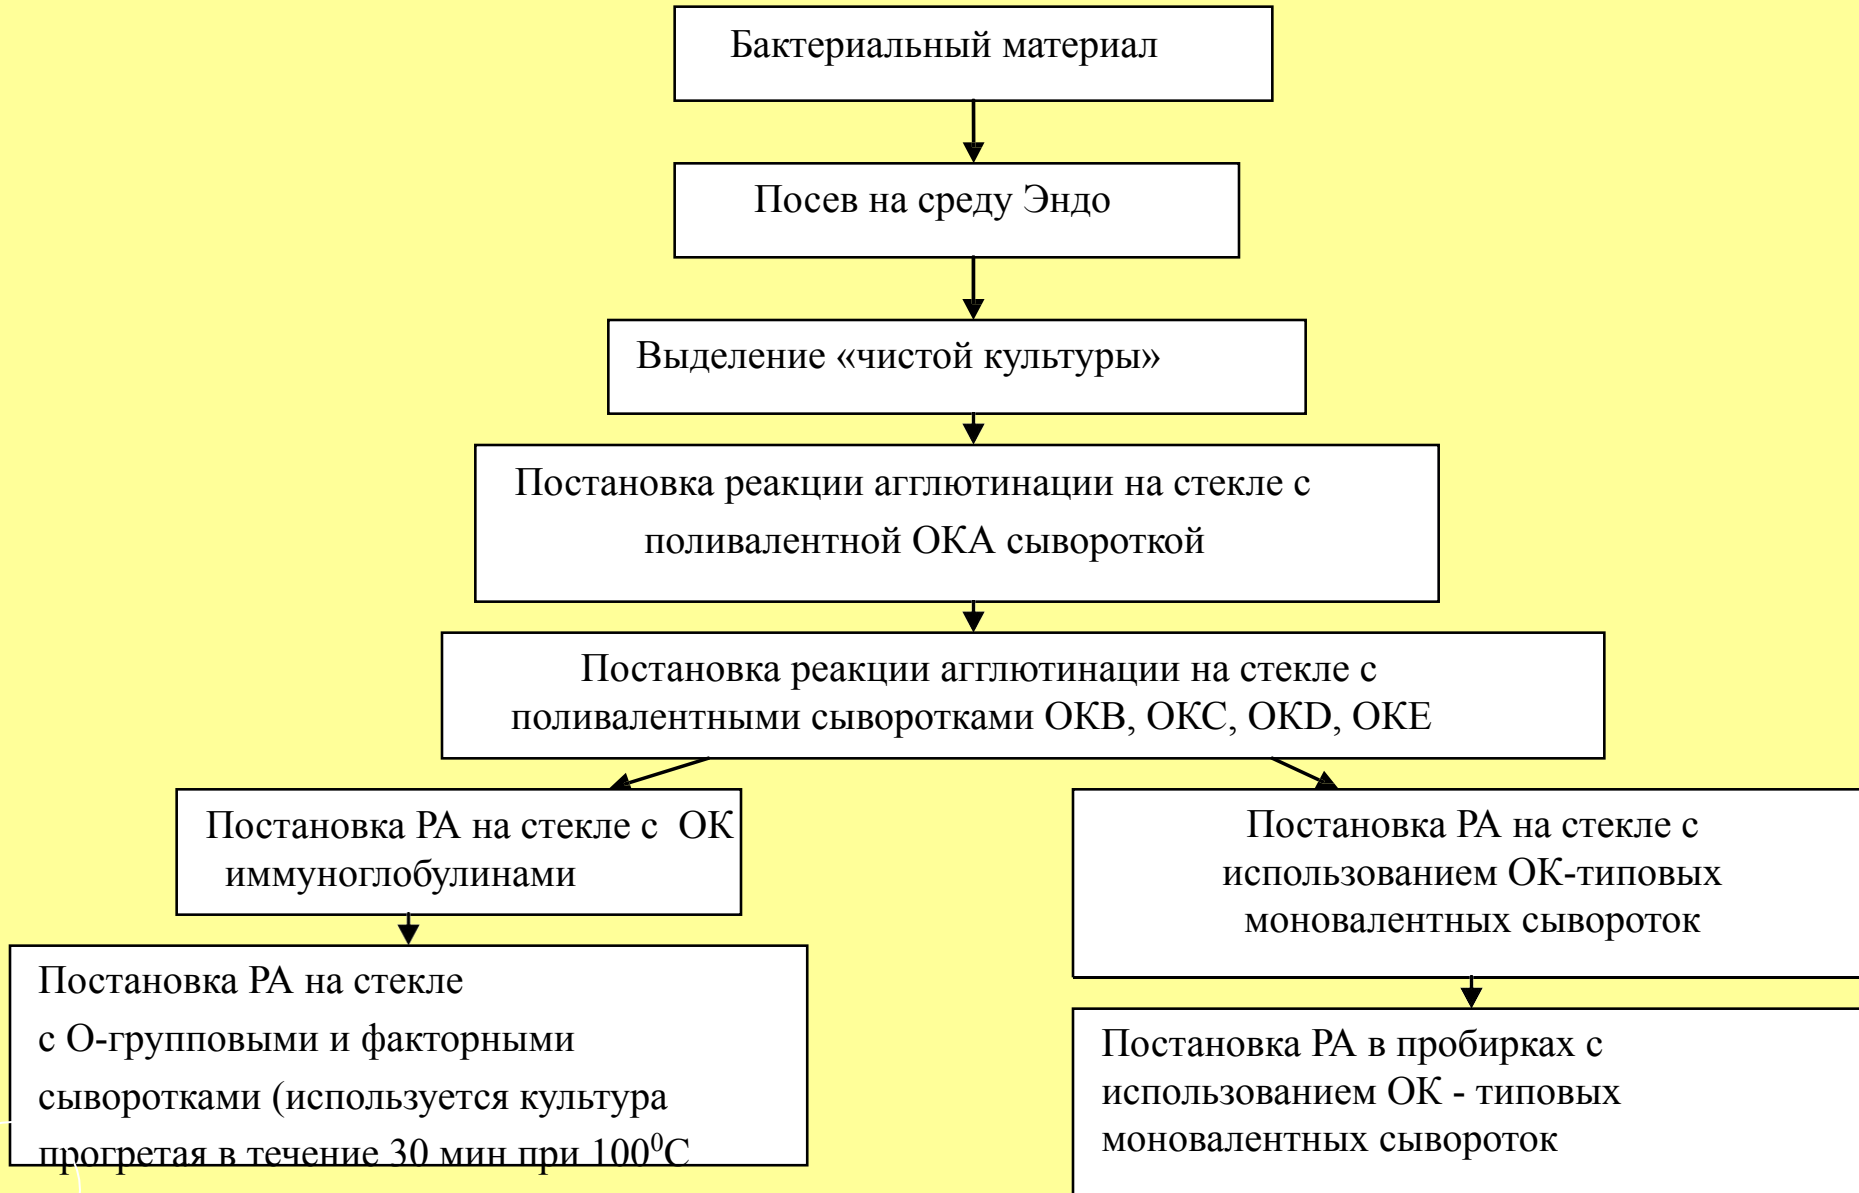 Бактериальный материал
Посев на среду Эндо
Выделение «чистой культуры»
Постановка реакции агглютинации на стекле с
поливалентной ОКА сывороткой
Постановка реакции агглютинации на стекле с
поливалентными сыворотками ОКВ, ОКС, ОКD, ОКЕ
Постановка РА на стекле с ОК
иммуноглобулинами
Постановка РА на стекле
с О-групповыми и факторными
сыворотками (используется культура
прогретая в течение 30 мин при 100⁰С
Постановка РА на стекле с
использованием ОК-типовых
моновалентных сывороток
Постановка РА в пробирках с
использованием ОК - типовых
моновалентных сывороток